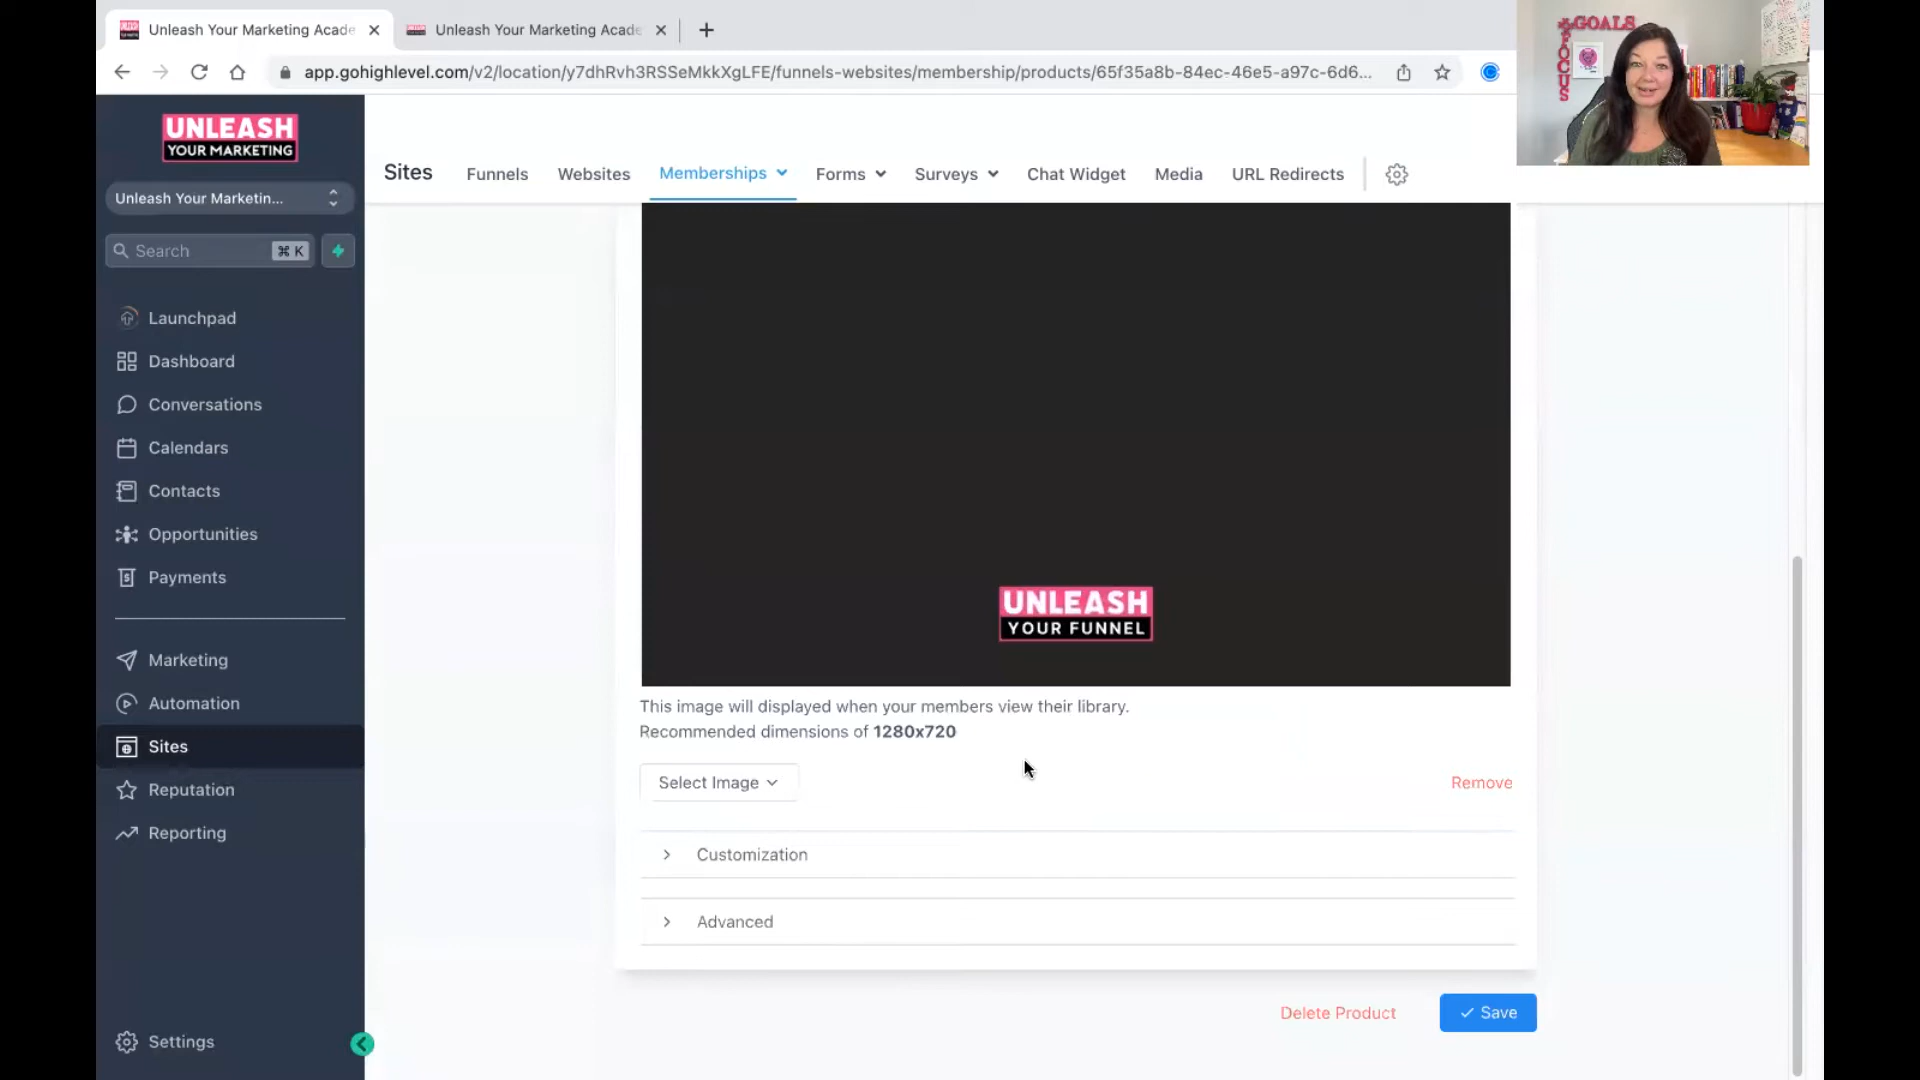 Unleash Your Marketing Acade
Unleash Your Marketing Acade
app.gohighlevel.com/v2/location/y7dhRvh3RSSeMkkXgLFE/funnels-websites/membership/products/65f35a8b-84ec-46e5-a97c-6d6...
GOALS
FOCUS
UNLEASH
YOUR MARKETING
Unleash Your Marketin...
Search
⌘ K
Launchpad
Dashboard
Conversations
Calendars
Contacts
Opportunities
Payments
Marketing
Automation
Sites
Reputation
Reporting
Settings
Sites
Funnels
Websites
Memberships
Forms
Surveys
Chat Widget
Media
URL Redirects
UNLEASH
YOUR FUNNEL
This image will displayed when your members view their library.
Recommended dimensions of 1280x720
Select Image
Remove
Customization
Advanced
Delete Product
Save